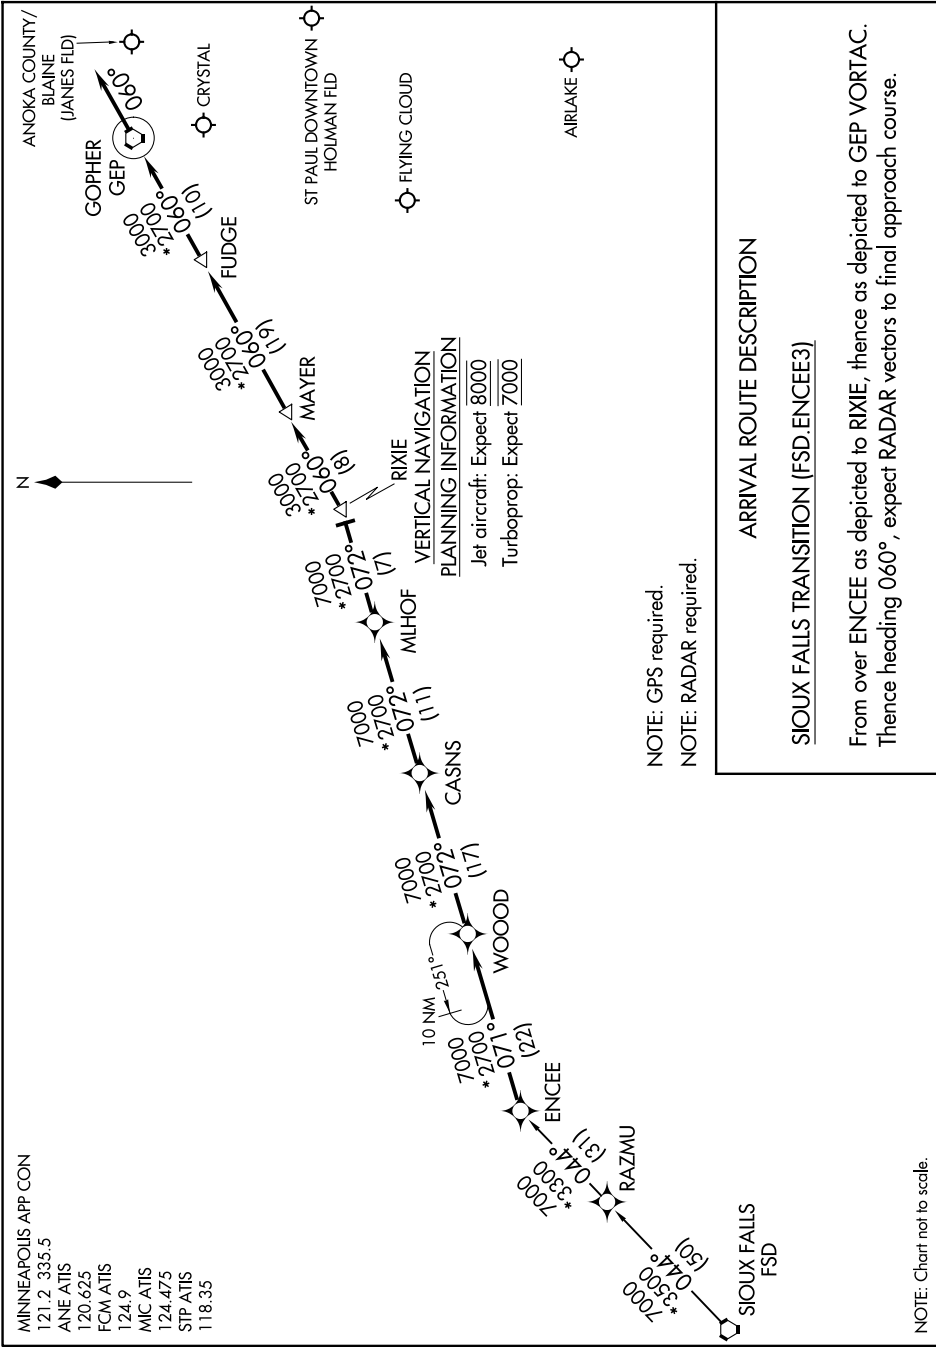 MINNEAPOLIS APP CON
121.2 335.5
ANE ATIS
120.625
FCM ATIS
124.9
MIC ATIS
124.475
STP ATIS
118.35
N
ANOKA COUNTY/
BLAINE
(JANES FLD)
CRYSTAL
ST PAUL DOWNTOWN
HOLMAN FLD
FLYING CLOUD
AIRLAKE
060°
GOPHER
GEP
3000
*2700
060°
(10)
FUDGE
3000
*2700
060°
(19)
MAYER
3000
*2700
060°
(8)
RIXIE
VERTICAL NAVIGATION
PLANNING INFORMATION
Jet aircraft: Expect 8000
Turboprop: Expect 7000
7000
*2700
072°
(7)
MLHOF
7000
*2700
072°
(11)
CASNS
7000
*2700
072°
(17)
WOOOD
10 NM
251°
7000
*2700
071°
(22)
ENCEE
7000
*3300
044°
(31)
RAZMU
7000
*3500
044°
(50)
SIOUX FALLS
FSD
NOTE: GPS required.
NOTE: RADAR required.
ARRIVAL ROUTE DESCRIPTION
SIOUX FALLS TRANSITION (FSD.ENCEE3)
From over ENCEE as depicted to RIXIE, thence as depicted to GEP VORTAC.
Thence heading 060°, expect RADAR vectors to final approach course.
NOTE: Chart not to scale.